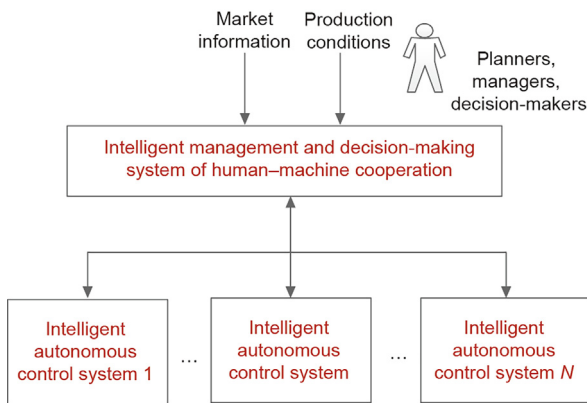 Market
information
Production
conditions
Planners,
managers,
decision-makers
Intelligent management and decision-making
system of human–machine cooperation
Intelligent
autonomous
control system 1
...
Intelligent
autonomous
control system
...
Intelligent
autonomous
control system N